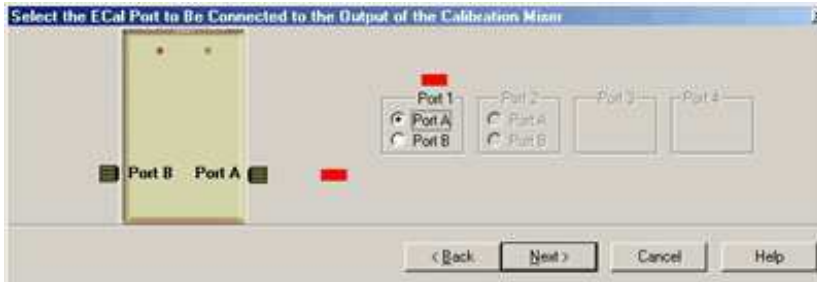 Select the ECal Port to Be Connected to the Output of the Calibration Mixer
Port 1 Port 2 Port 3 Port 4
Port A Port A
Port B Port B
Port B Port A
< Back Next > Cancel Help